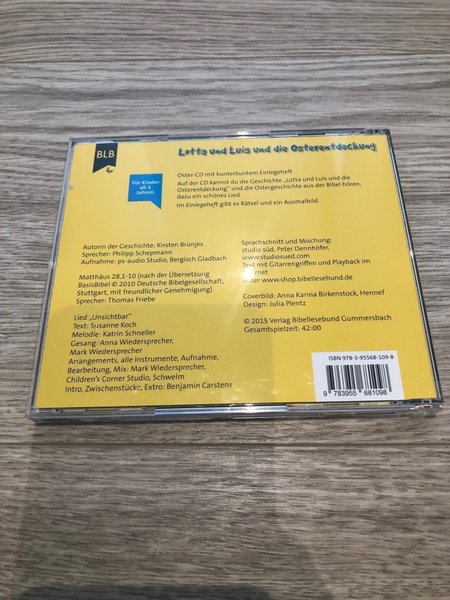 BLB
Lotta und Luis und die Osterentdeckung
Für Kinder
ab 5
Jahren
Oster-CD mit kunterbuntem Einlegeheft
Auf der CD kannst du die Geschichte „Lotta und Luis und die
Osterentdeckung" und die Ostergeschichte aus der Bibel hören,
dazu ein schönes Lied.
Im Einlegeheft gibt es Rätsel und ein Ausmalbild.
Autorin der Geschichte: Kirsten Brünjes
Sprecher: Philipp Schepmann
Aufnahme: ps-audio Studio, Bergisch Gladbach
Matthäus 28,1-10 (nach der Übersetzung
BasisBibel © 2010 Deutsche Bibelgesellschaft,
Stuttgart, mit freundlicher Genehmigung)
Sprecher: Thomas Friebe
Lied „Unsichtbar"
Text: Susanne Koch
Melodie: Katrin Schneller
Gesang: Anna Wiedersprecher,
Mark Wiedersprecher
Arrangements, alle Instrumente, Aufnahme,
Bearbeitung, Mix: Mark Wiedersprecher,
Children's Corner Studio, Schwelm
Intro, Zwischenstücke, Extro: Benjamin Carstens
Sprachschnitt und Mischung:
studio süd, Peter Dennhöfer,
www.studiosued.com
Text mit Gitarrengriffen und Playback im
Internet
unter www.shop.bibellesebund.de
Coverbild: Anna Karina Birkenstock, Hennef
Design: Julia Plentz
© 2015 Verlag Bibellesebund Gummersbach
Gesamtspielzeit: 42:00
ISBN 978-3-95568-109-8
9 783955 681098